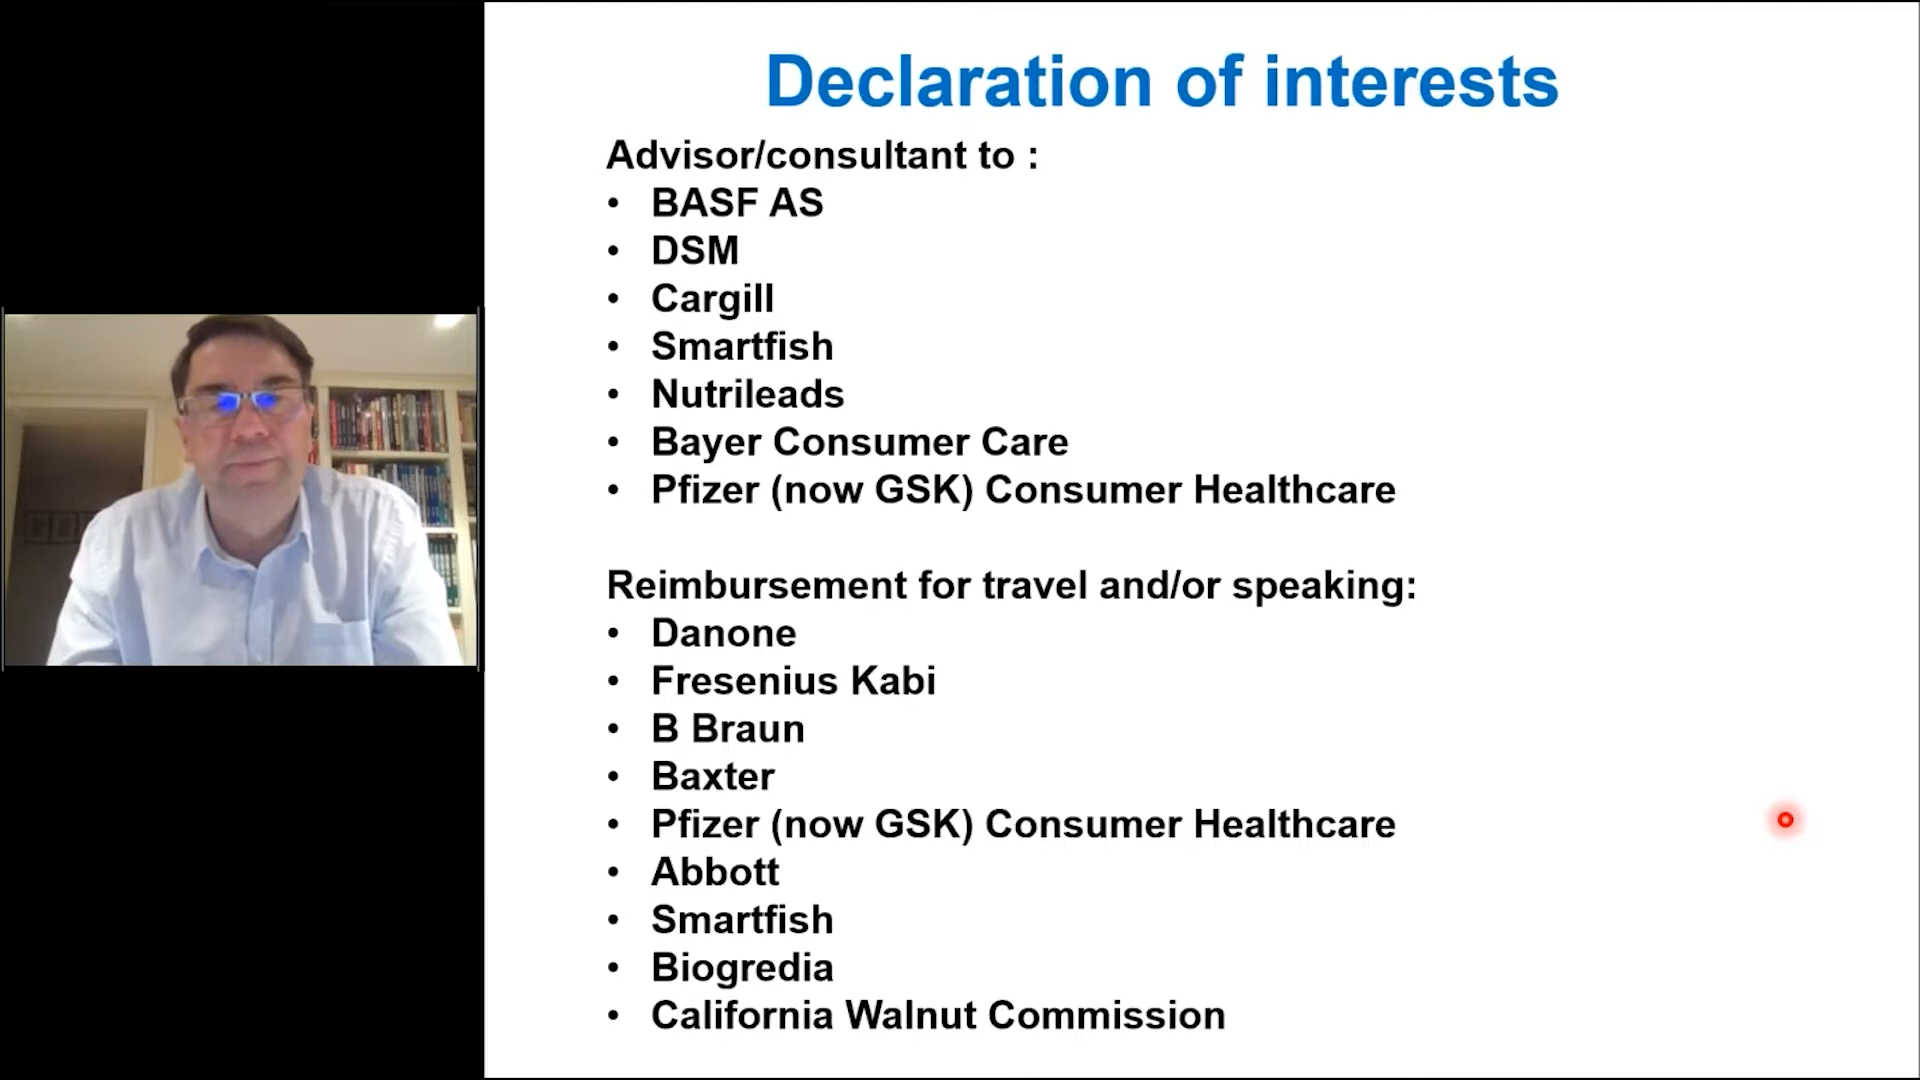 Declaration of interests
Advisor/consultant to :
• BASF AS
• DSM
• Cargill
• Smartfish
• Nutrileads
• Bayer Consumer Care
• Pfizer (now GSK) Consumer Healthcare
Reimbursement for travel and/or speaking:
• Danone
• Fresenius Kabi
• B Braun
• Baxter
• Pfizer (now GSK) Consumer Healthcare
• Abbott
• Smartfish
• Biogredia
• California Walnut Commission